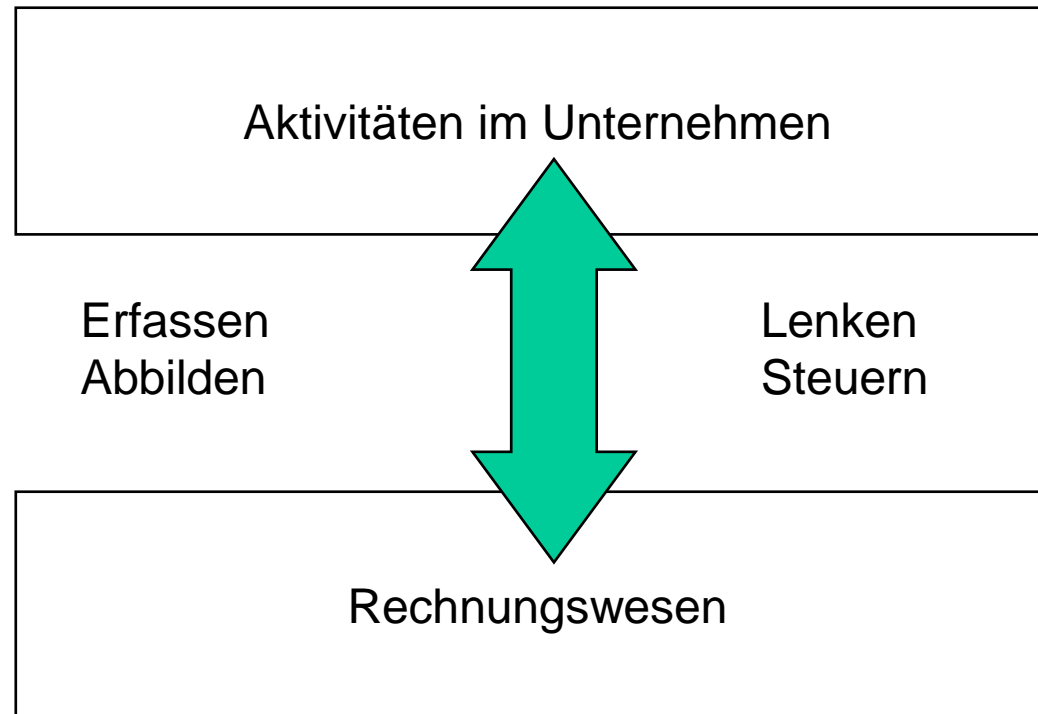 Aktivitäten im Unternehmen
Erfassen
Abbilden
Lenken
Steuern
Rechnungswesen